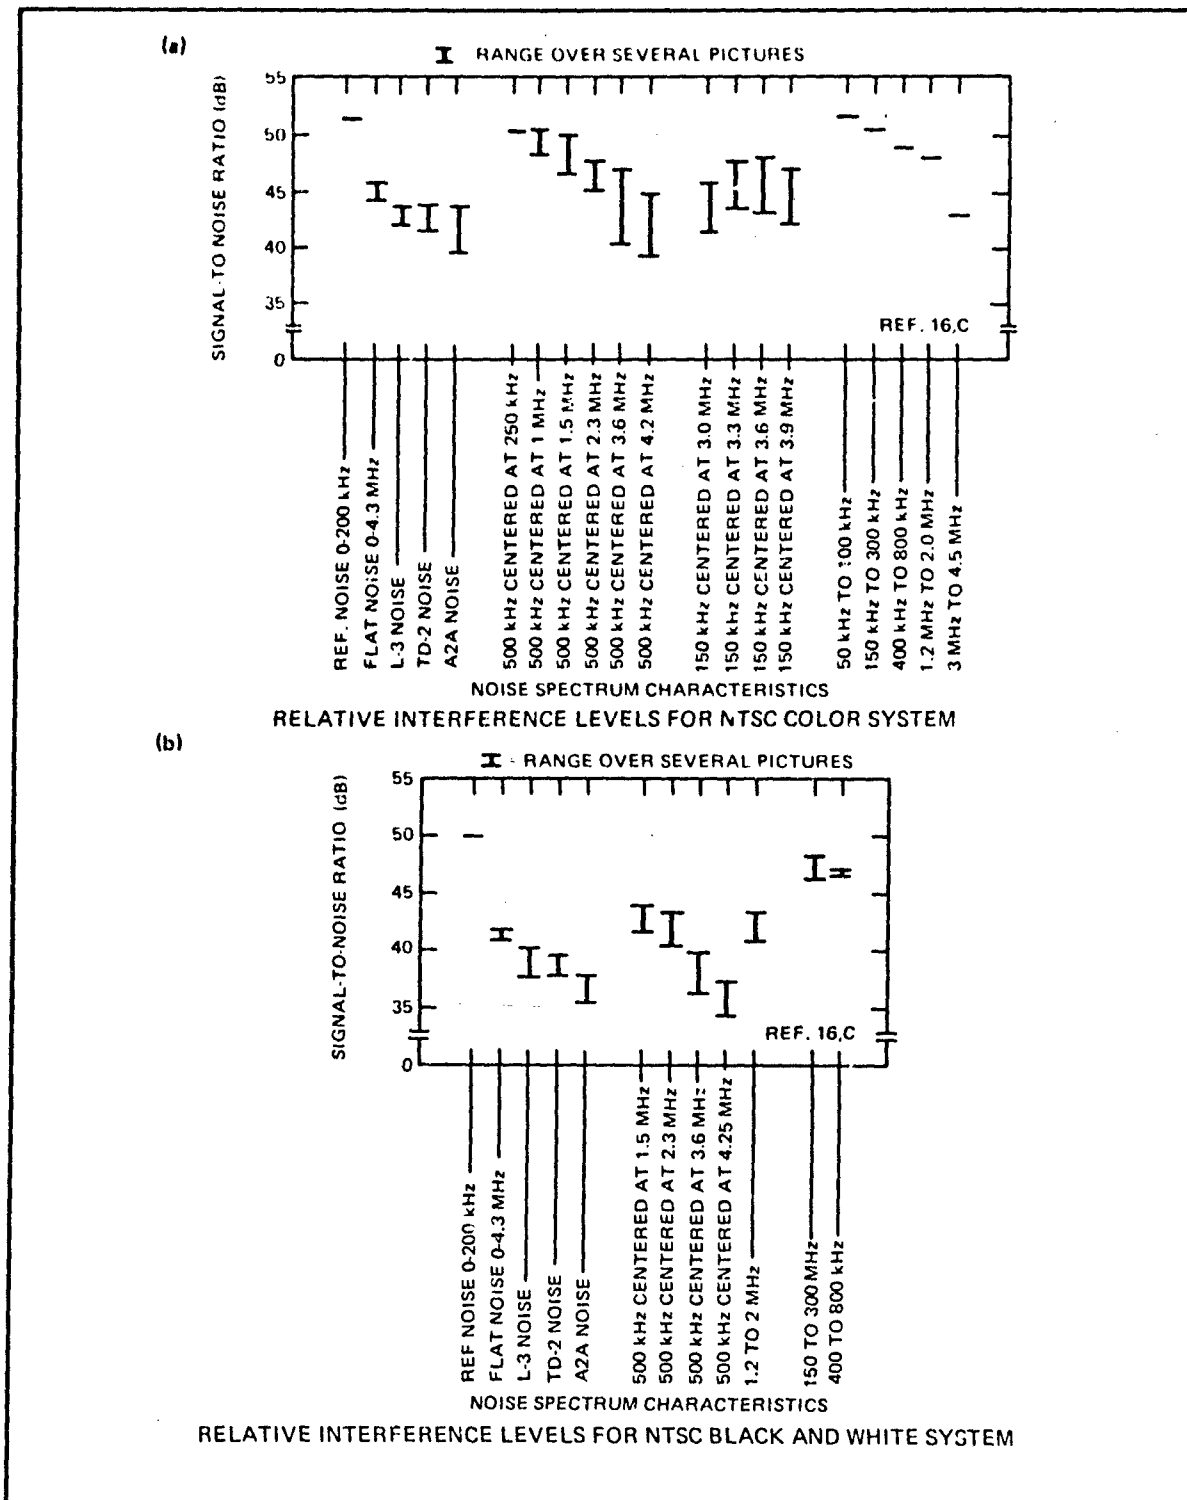 (a)
RANGE OVER SEVERAL PICTURES
SIGNAL-TO NOISE RATIO (dB)
55
50
45
40
35
0
REF. 16,C
REF. NOISE 0-200 kHz
FLAT NOISE 0-4.3 MHz
L-3 NOISE
TD-2 NOISE
A2A NOISE
500 kHz CENTERED AT 250 kHz
500 kHz CENTERED AT 1 MHz
500 kHz CENTERED AT 1.5 MHz
500 kHz CENTERED AT 2.3 MHz
500 kHz CENTERED AT 3.6 MHz
500 kHz CENTERED AT 4.2 MHz
150 kHz CENTERED AT 3.0 MHz
150 kHz CENTERED AT 3.3 MHz
150 kHz CENTERED AT 3.6 MHz
150 kHz CENTERED AT 3.9 MHz
50 kHz TO 100 kHz
150 kHz TO 300 kHz
400 kHz TO 800 kHz
1.2 MHz TO 2.0 MHz
3 MHz TO 4.5 MHz
NOISE SPECTRUM CHARACTERISTICS
RELATIVE INTERFERENCE LEVELS FOR NTSC COLOR SYSTEM
(b)
- RANGE OVER SEVERAL PICTURES
SIGNAL-TO-NOISE RATIO (dB)
55
50
45
40
35
0
REF. 16,C
REF NOISE 0-200 kHz
FLAT NOISE 0-4.3 MHz
L-3 NOISE
TD-2 NOISE
A2A NOISE
500 kHz CENTERED AT 1.5 MHz
500 kHz CENTERED AT 2.3 MHz
500 kHz CENTERED AT 3.6 MHz
500 kHz CENTERED AT 4.25 MHz
1.2 TO 2 MHz
150 TO 300 MHz
400 TO 800 kHz
NOISE SPECTRUM CHARACTERISTICS
RELATIVE INTERFERENCE LEVELS FOR NTSC BLACK AND WHITE SYSTEM